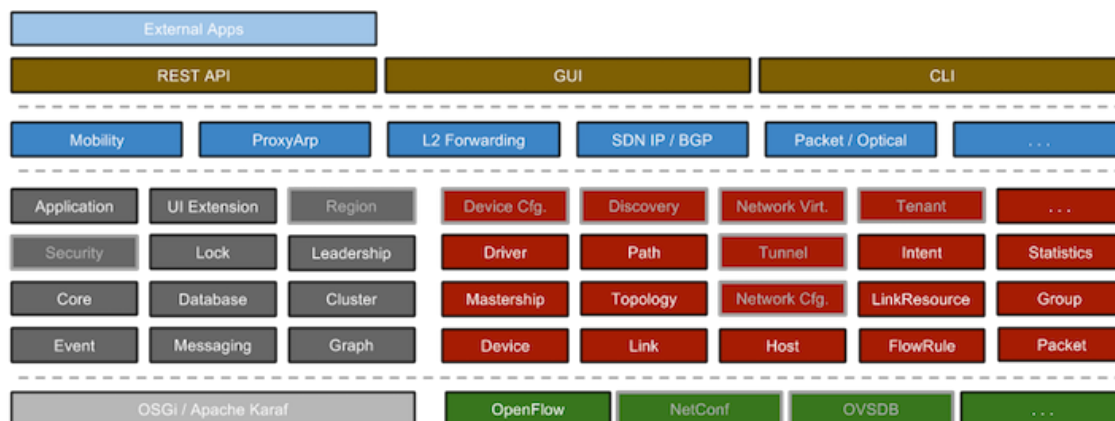 External Apps
REST API GUI CLI
Mobility ProxyArp L2 Forwarding SDN IP / BGP Packet / Optical . . .
Application UI Extension Region Device Cfg. Discovery Network Virt. Tenant . . .
Security Lock Leadership Driver Path Tunnel Intent Statistics
Core Database Cluster Mastership Topology Network Cfg. LinkResource Group
Event Messaging Graph Device Link Host FlowRule Packet
OSGi / Apache Karaf OpenFlow NetConf OVSDB . . .